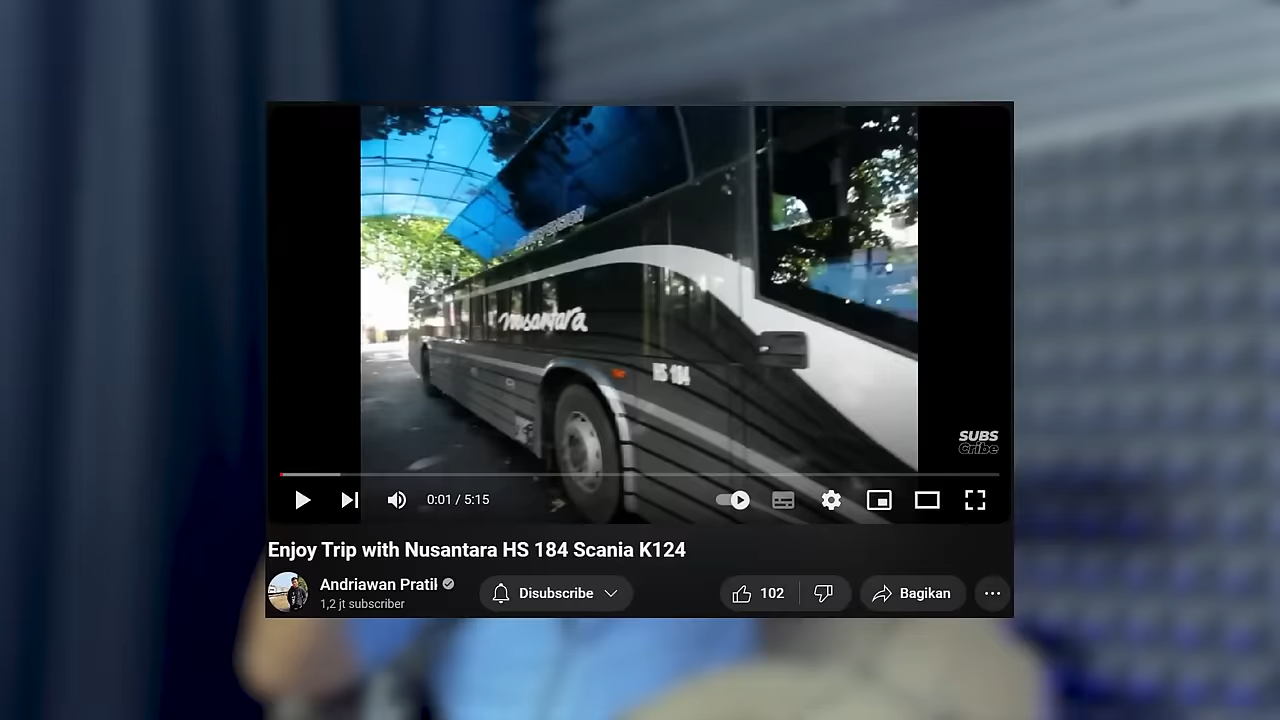 nusantara
HS 184
SUBS
cribe
0:01 / 5:15
Enjoy Trip with Nusantara HS 184 Scania K124
Andriawan Pratik
1,2 jt subscriber
Disubscribe
102
Bagikan